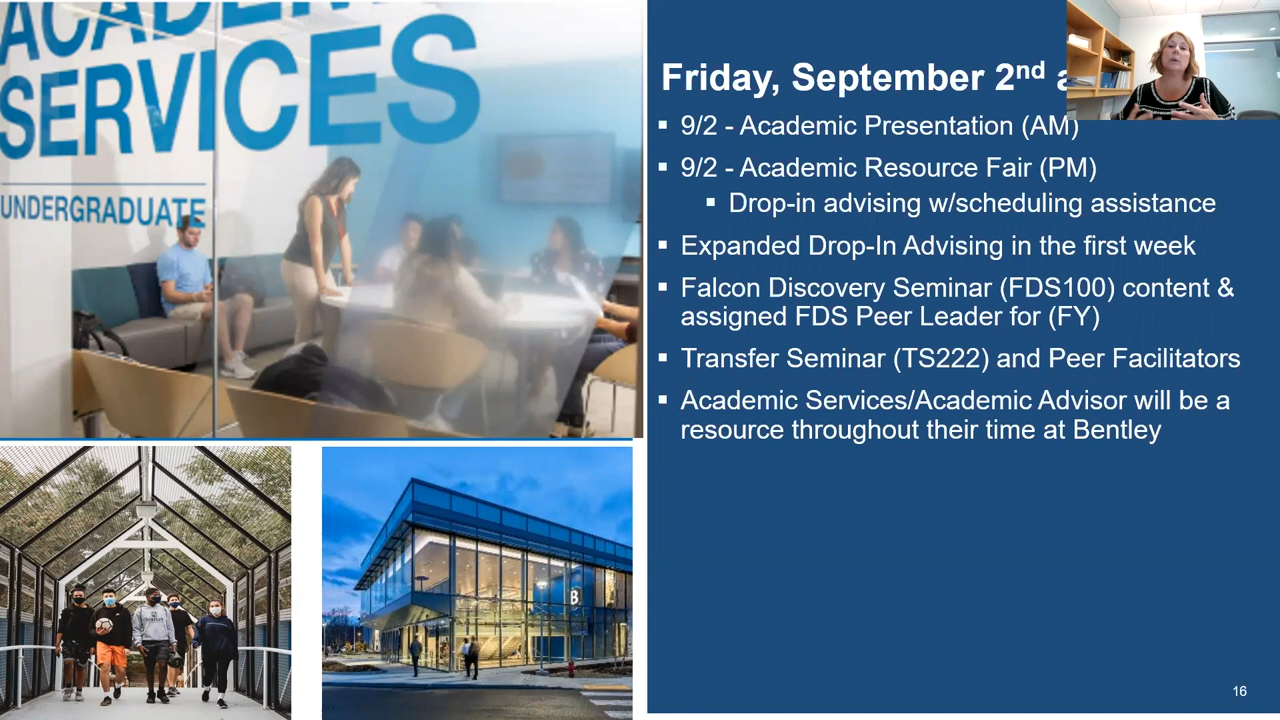 ACADEM
SERVICES
UNDERGRADUATE
Friday, September 2nd a
▪ 9/2 - Academic Presentation (AM)
▪ 9/2 - Academic Resource Fair (PM)
▪ Drop-in advising w/scheduling assistance
▪ Expanded Drop-In Advising in the first week
▪ Falcon Discovery Seminar (FDS100) content &
assigned FDS Peer Leader for (FY)
▪ Transfer Seminar (TS222) and Peer Facilitators
▪ Academic Services/Academic Advisor will be a
resource throughout their time at Bentley
B
16